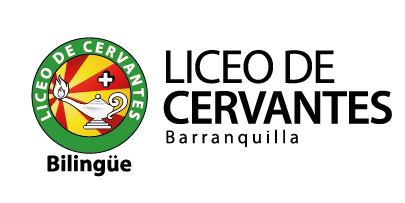 LICEO DE CERVANTES
Bilingüe
LICEO DE
CERVANTES
Barranquilla